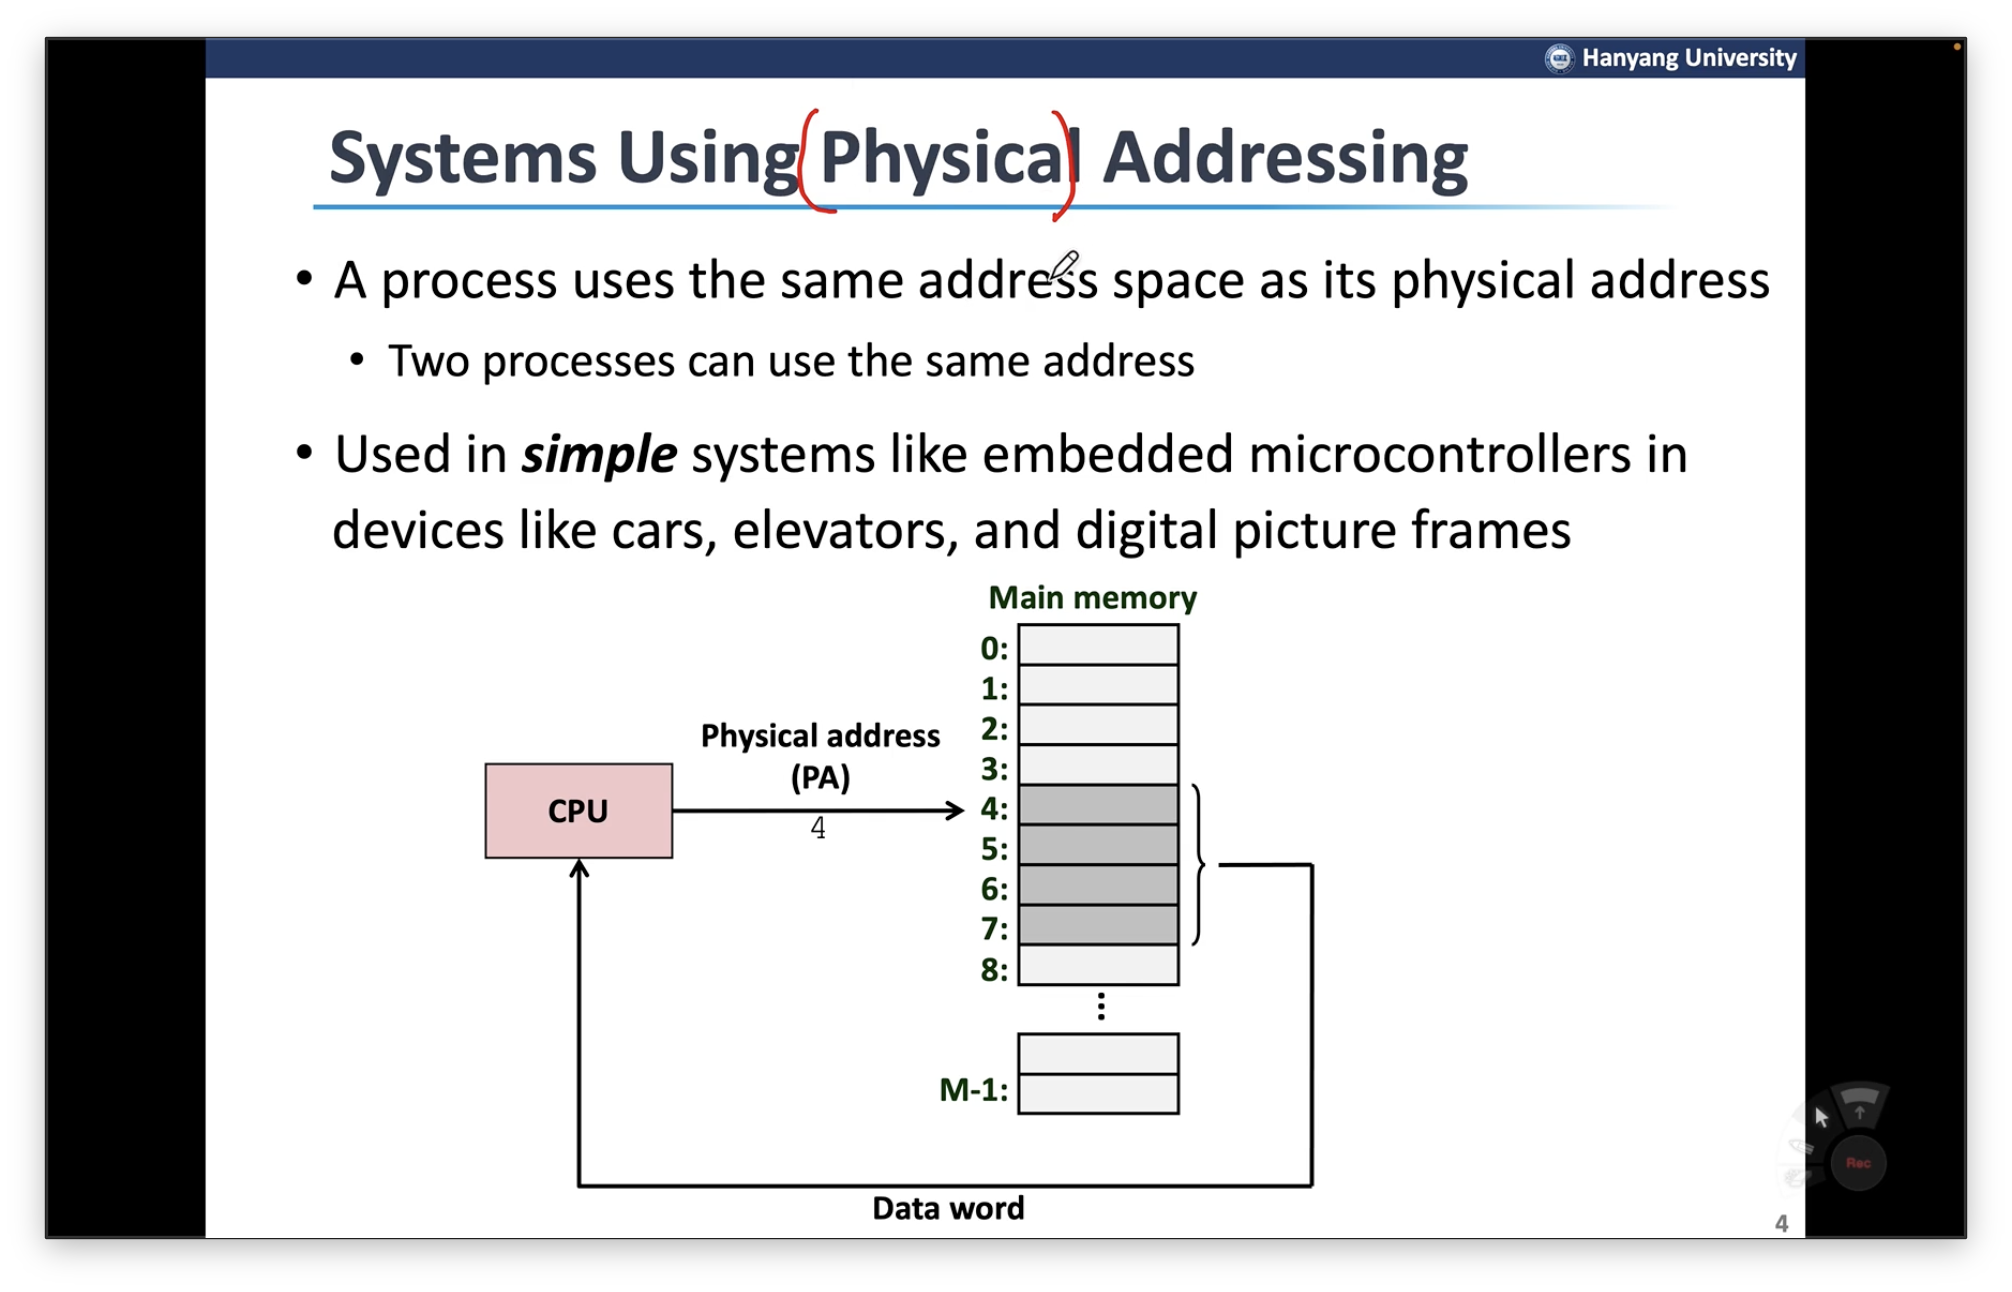 Hanyang University
Systems Using Physical Addressing
• A process uses the same address space as its physical address
• Two processes can use the same address
• Used in simple systems like embedded microcontrollers in
devices like cars, elevators, and digital picture frames
Main memory
0:
1:
2:
3:
4:
5:
6:
7:
8:
M-1:
Physical address
(PA)
4
CPU
Data word
Rec
4